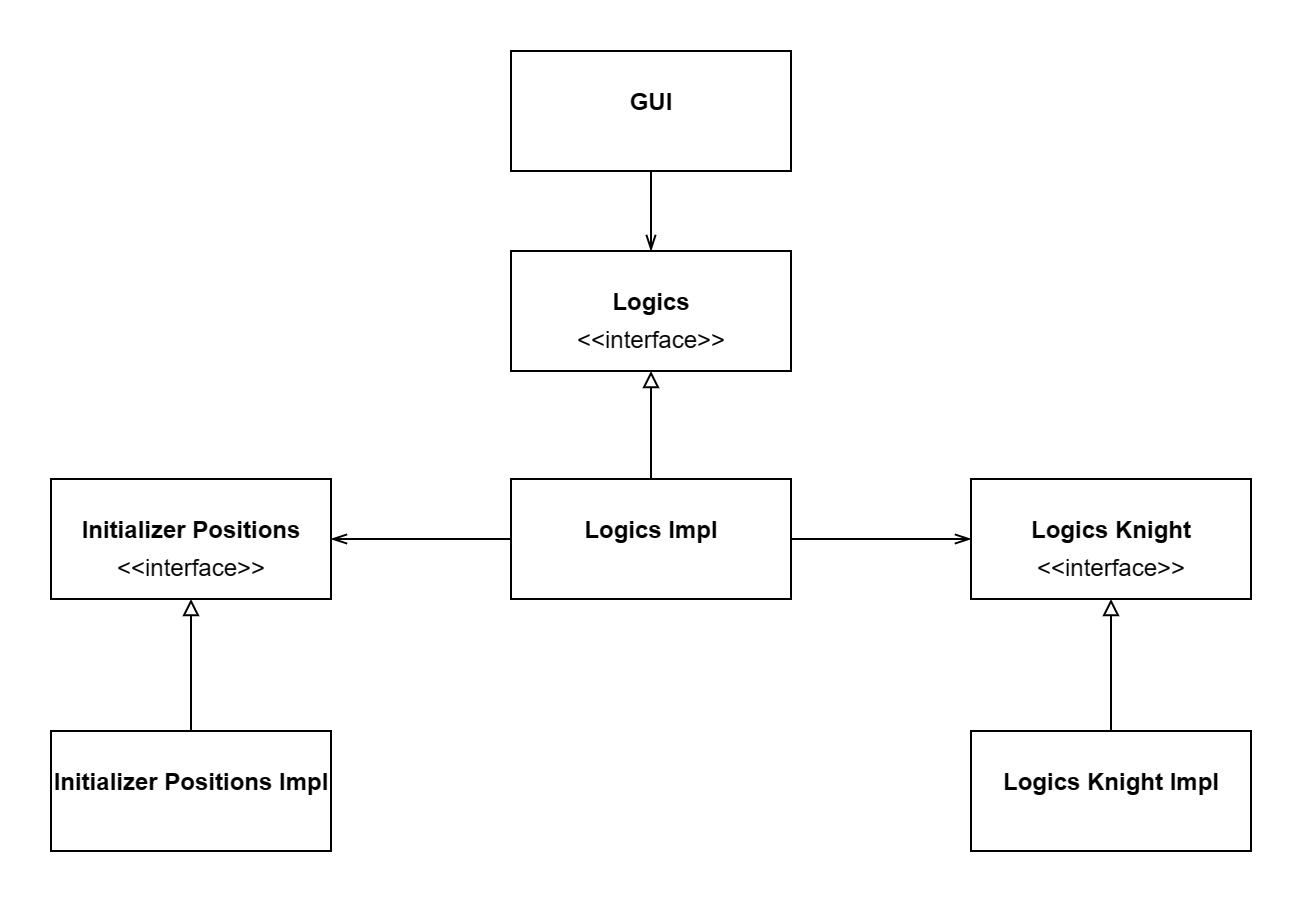 GUI
Logics
<<interface>>
Initializer Positions
<<interface>>
Logics Impl
Logics Knight
<<interface>>
Initializer Positions Impl
Logics Knight Impl